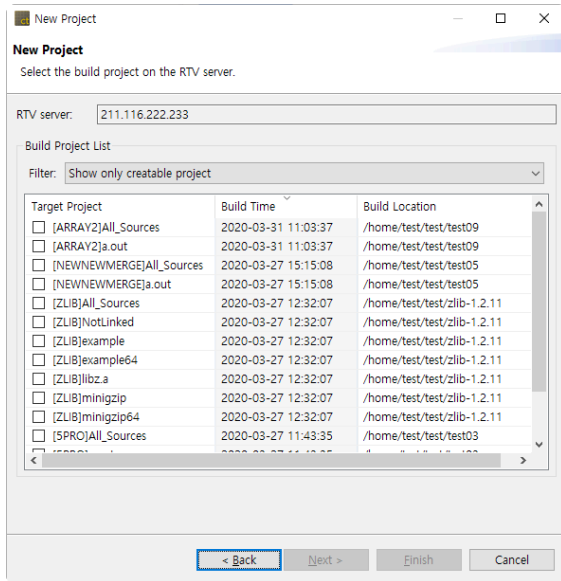 ct New Project
New Project
Select the build project on the RTV server.
RTV server: 211.116.222.233
Build Project List
Filter: Show only creatable project
Target Project Build Time Build Location
[ARRAY2]All_Sources 2020-03-31 11:03:37 /home/test/test/test09
[ARRAY2]a.out 2020-03-31 11:03:37 /home/test/test/test09
[NEWNEWMERGE]All_Sources 2020-03-27 15:15:08 /home/test/test/test05
[NEWNEWMERGE]a.out 2020-03-27 15:15:08 /home/test/test/test05
[ZLIB]All_Sources 2020-03-27 12:32:07 /home/test/test/zlib-1.2.11
[ZLIB]NotLinked 2020-03-27 12:32:07 /home/test/test/zlib-1.2.11
[ZLIB]example 2020-03-27 12:32:07 /home/test/test/zlib-1.2.11
[ZLIB]example64 2020-03-27 12:32:07 /home/test/test/zlib-1.2.11
[ZLIB]libz.a 2020-03-27 12:32:07 /home/test/test/zlib-1.2.11
[ZLIB]minigzip 2020-03-27 12:32:07 /home/test/test/zlib-1.2.11
[ZLIB]minigzip64 2020-03-27 12:32:07 /home/test/test/zlib-1.2.11
[5PRO]All_Sources 2020-03-27 11:43:35 /home/test/test/test03
< Back Next > Finish Cancel